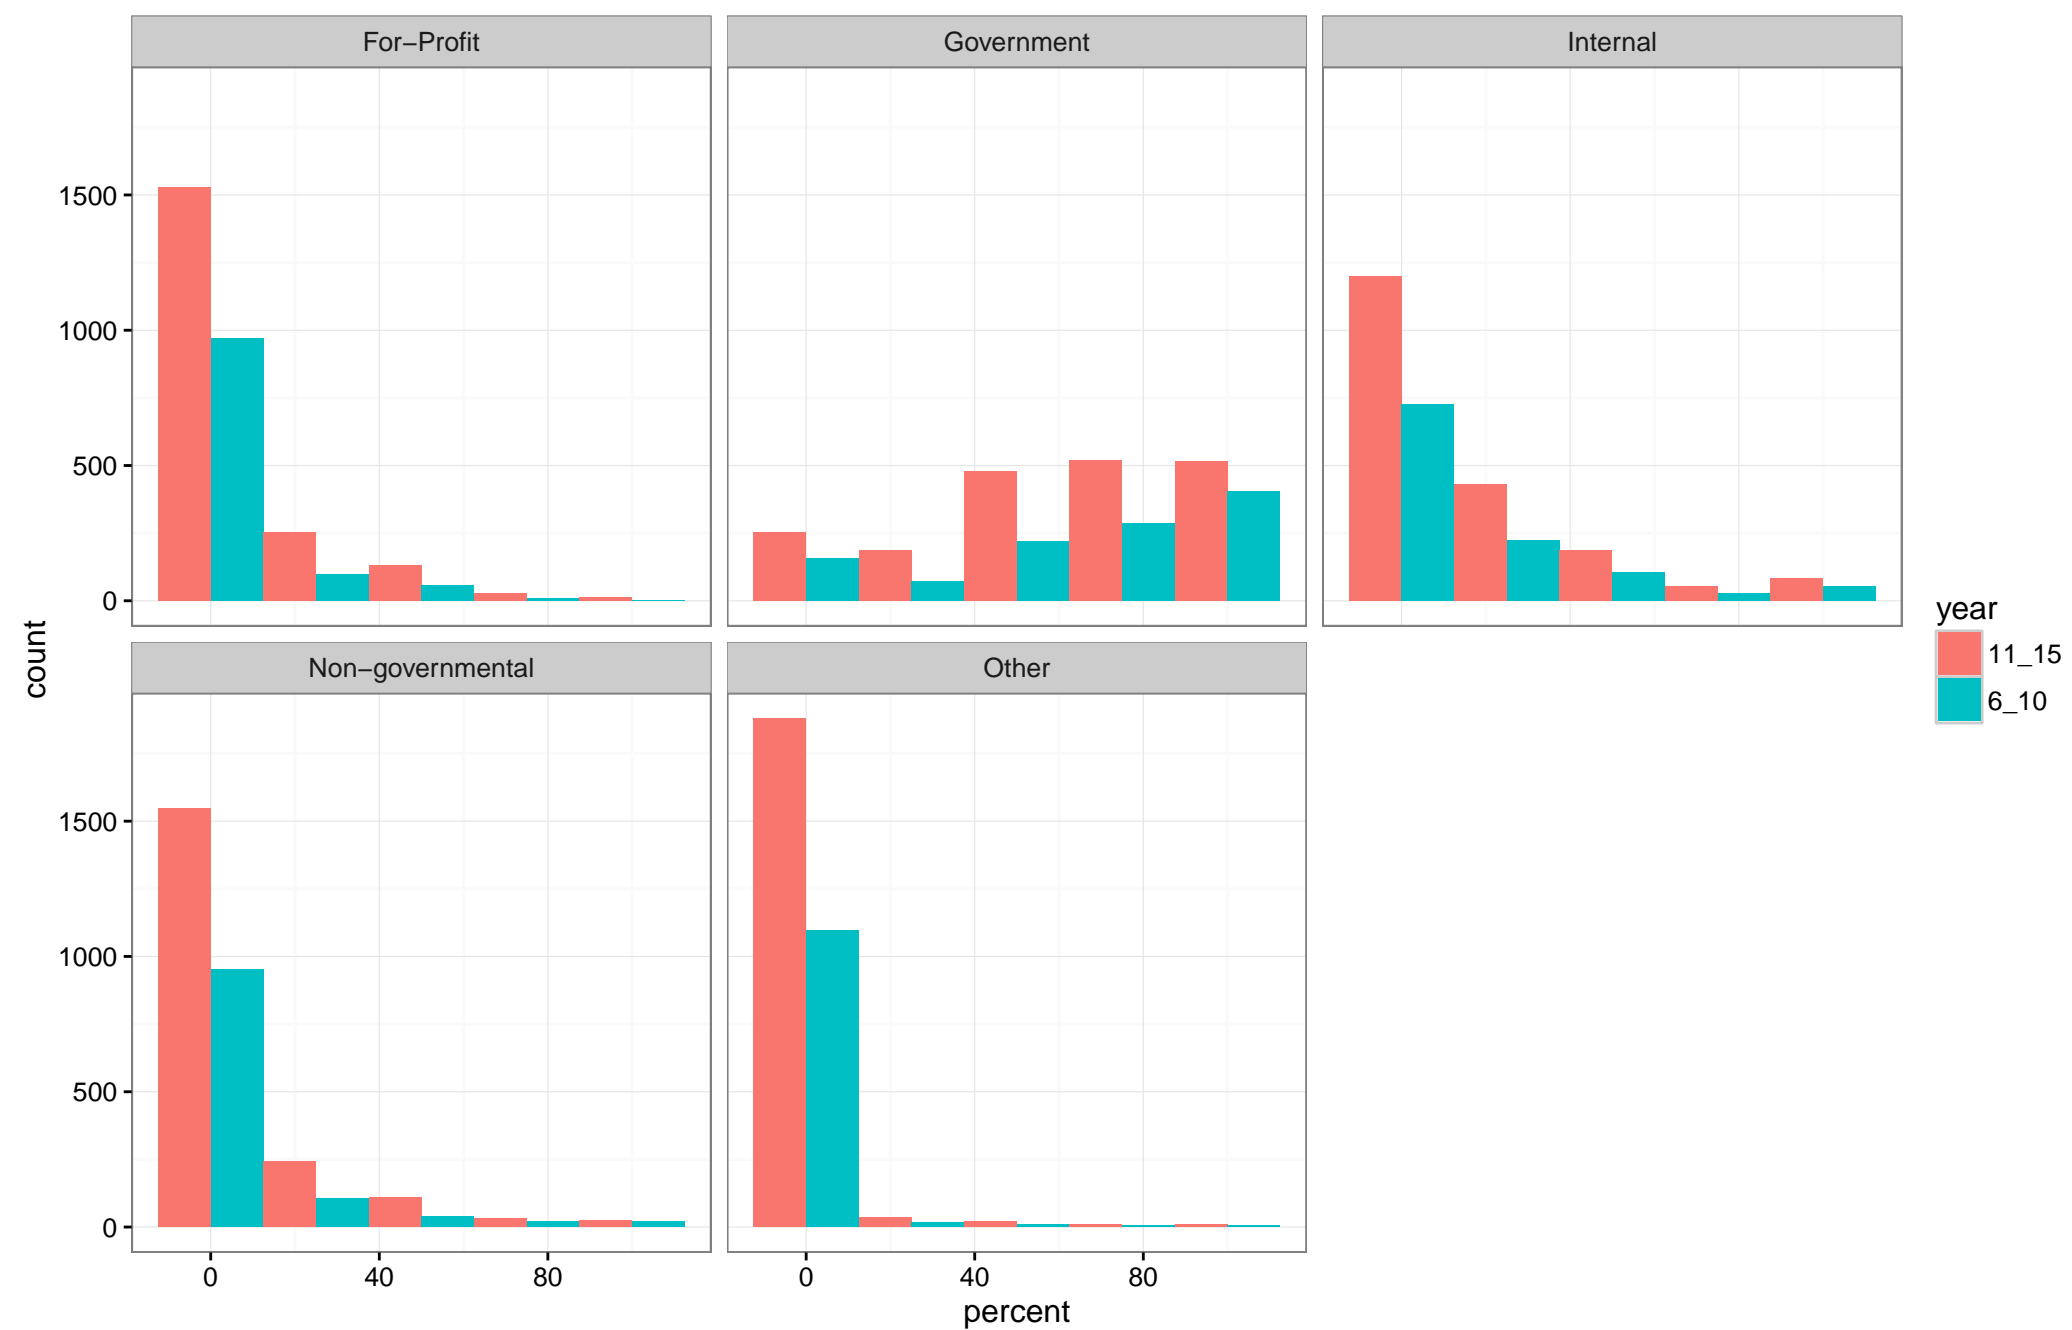 For−Profit
Government
Internal
1500
1000
500
0
Non−governmental
Other
1500
1000
500
0
0
40
80
0
40
80
percent
count
year
11_15
6_10